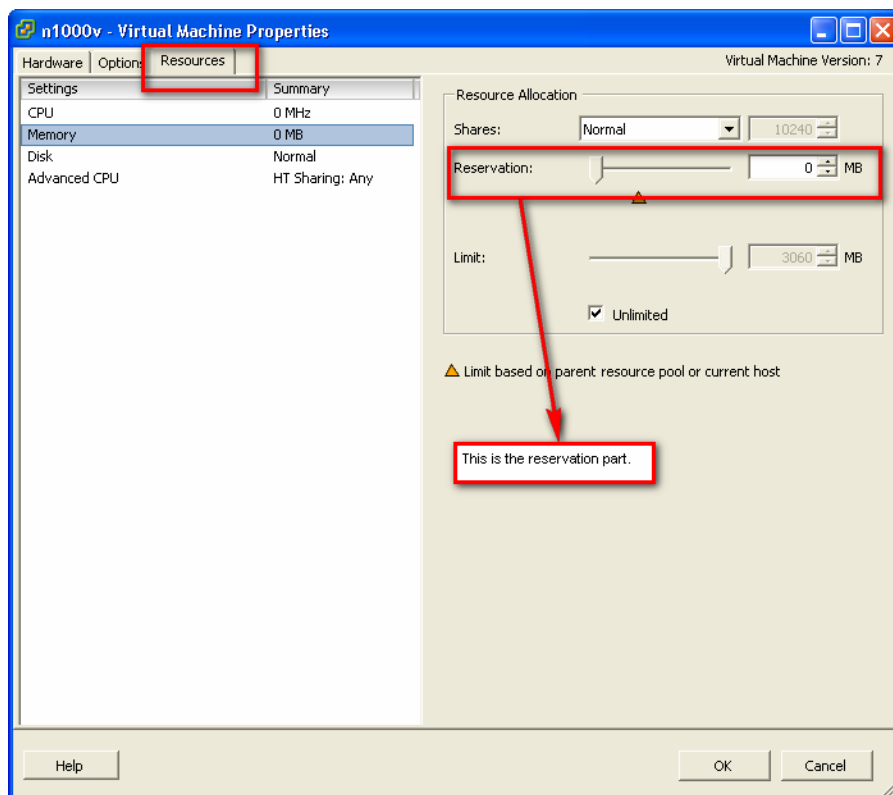 n1000v - Virtual Machine Properties
Hardware Options Resources Virtual Machine Version: 7
Settings Summary
CPU 0 MHz
Memory 0 MB
Disk Normal
Advanced CPU HT Sharing: Any
Resource Allocation
Shares: Normal 10240
Reservation: 0 MB
Limit: 3060 MB
Unlimited
Limit based on parent resource pool or current host
This is the reservation part.
Help OK Cancel